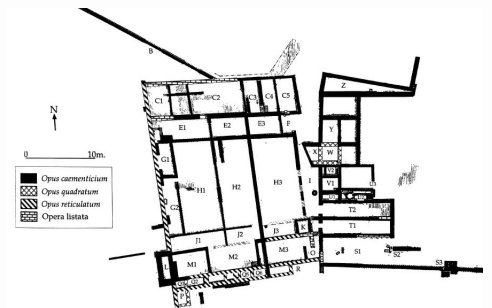 B
Z
C1
C2
C3
C4
C5
N
E1
E2
E3
F
Y
X
W
0 10m.
G1
I
V2
V1
U3
Opus caementicium
Opus quadratum
Opus reticulatum
Opera listata
H1
H2
H3
G2
T2
K
T1
J1
J2
J3
M1
M2
M3
L
O
S1
S2
S3
R
P